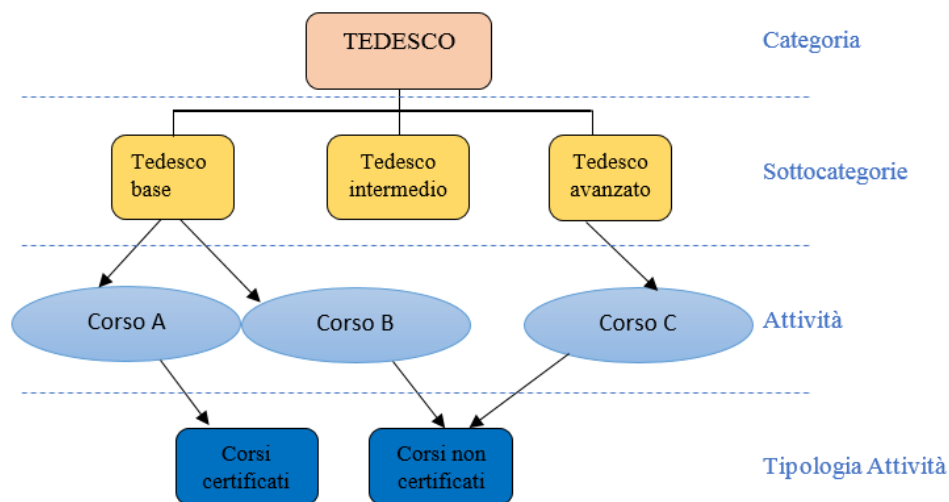 TEDESCO
Categoria
Tedesco
base
Tedesco
intermedio
Tedesco
avanzato
Sottocategorie
Corso A
Corso B
Corso C
Attività
Corsi
certificati
Corsi non
certificati
Tipologia Attività